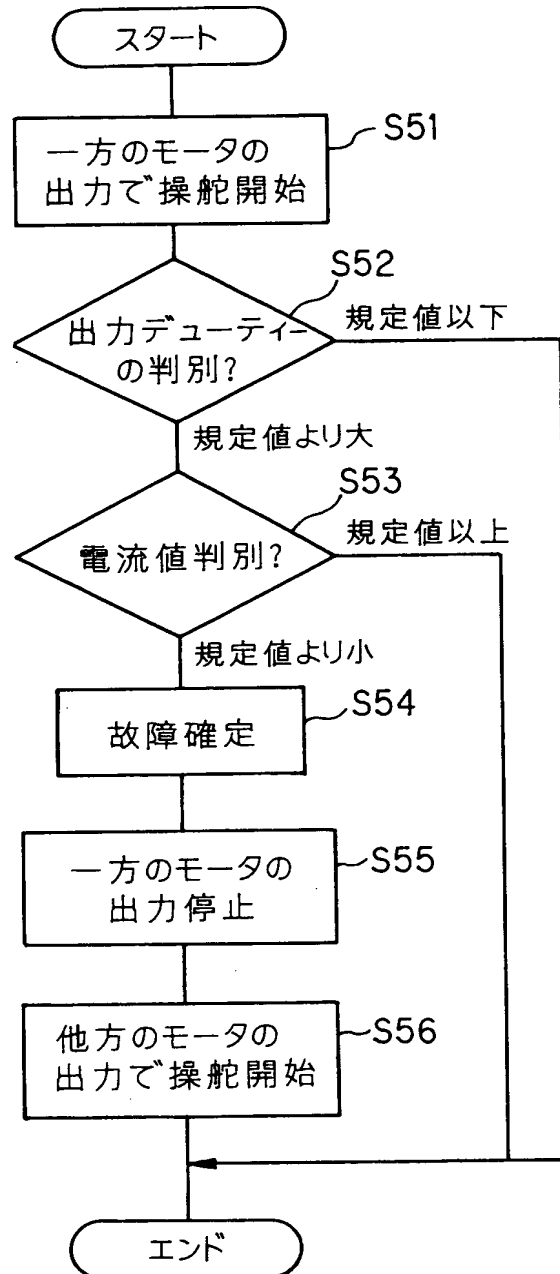 スタート
S51
一方のモータの
出力で操舵開始
S52
出力デューティー
の判別?
規定値以下
規定値より大
S53
電流値判別?
規定値以上
規定値より小
S54
故障確定
S55
一方のモータの
出力停止
S56
他方のモータの
出力で操舵開始
エンド